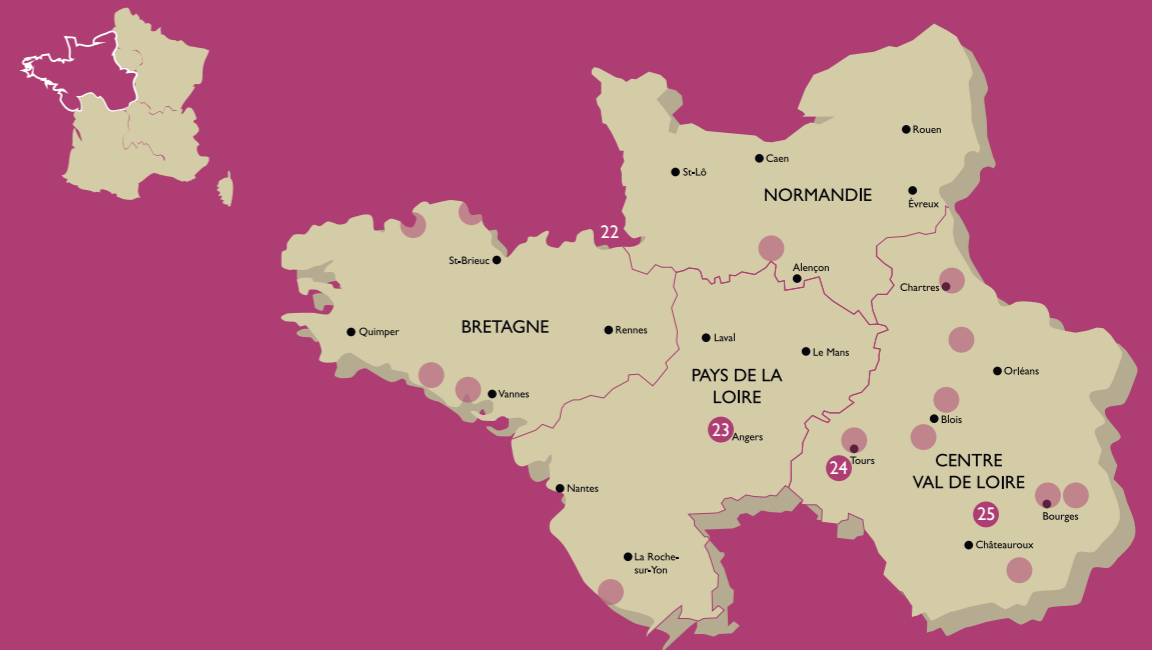 Rouen
Caen
St-Lô
NORMANDIE
Évreux
22
St-Brieuc
Alençon
Chartres
Quimper
BRETAGNE
Rennes
Laval
Le Mans
PAYS DE LA
LOIRE
Orléans
Vannes
Blois
23
Angers
Tours
24
CENTRE
VAL DE LOIRE
Nantes
25
Bourges
Châteauroux
La Roche-
sur-Yon